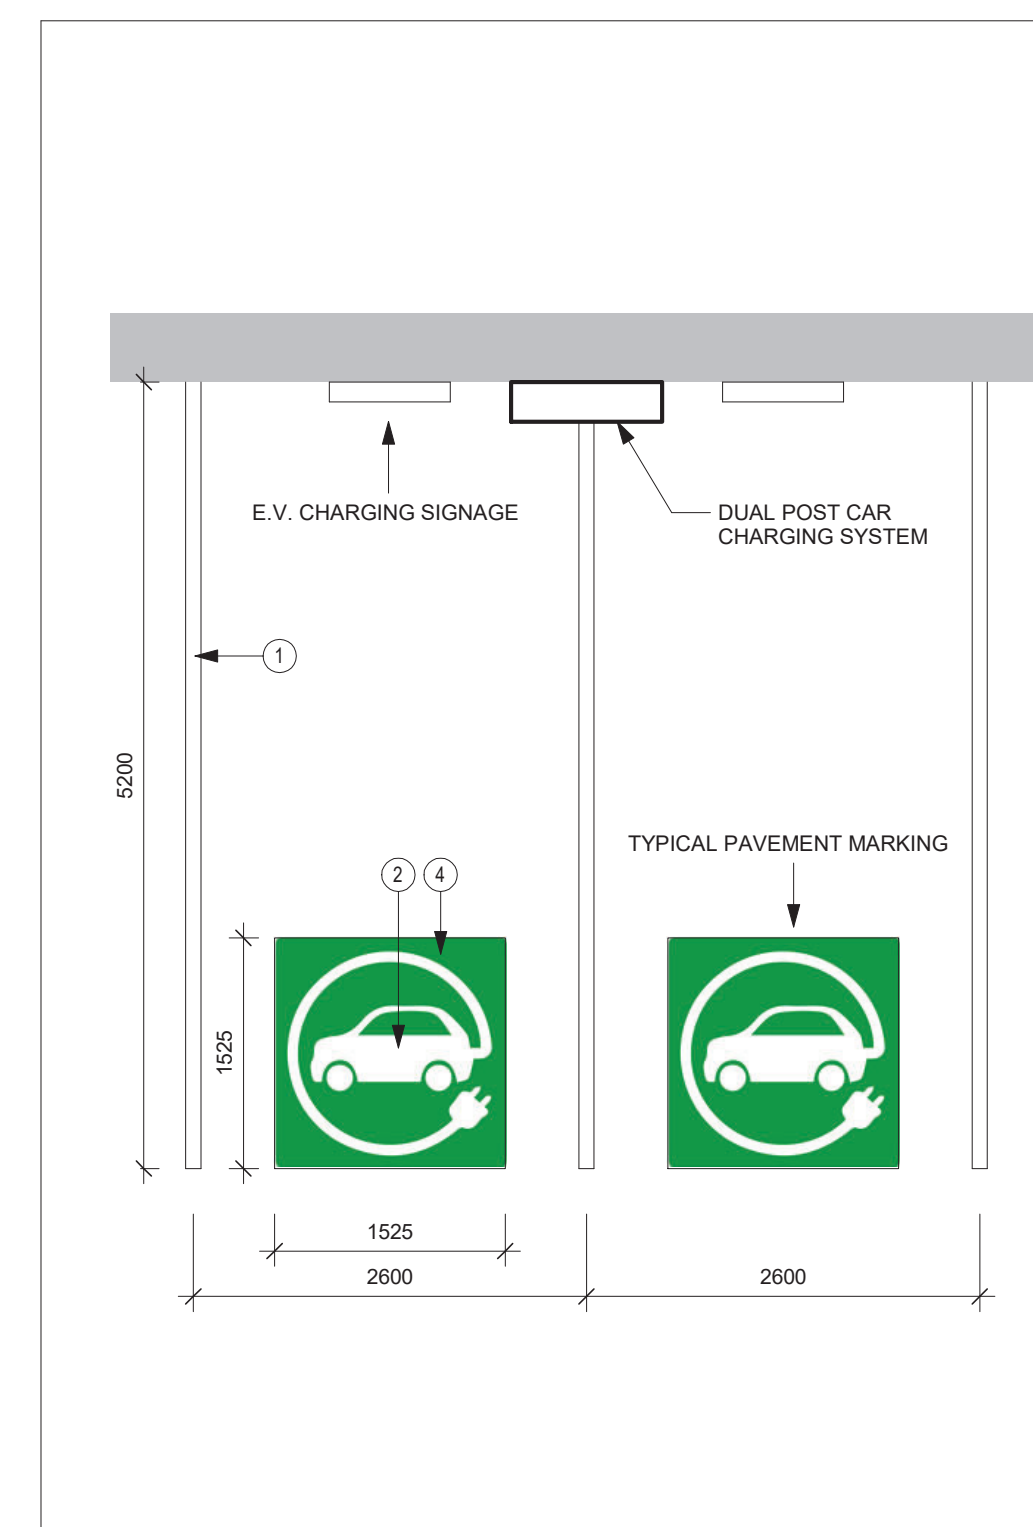 E.V. CHARGING SIGNAGE
DUAL POST CAR
CHARGING SYSTEM
1
5200
TYPICAL PAVEMENT MARKING
2 4
1525
1525
2600 2600